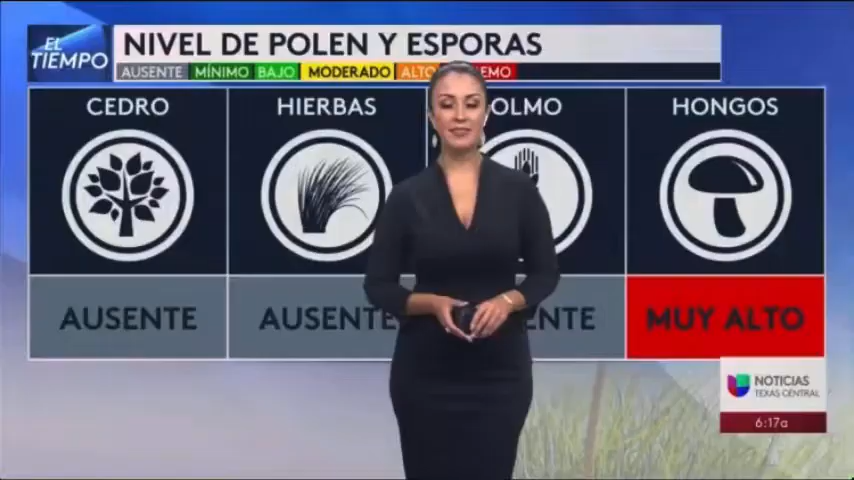 EL TIEMPO
NIVEL DE POLEN Y ESPORAS
AUSENTE MÍNIMO BAJO MODERADO ALTO
CEDRO HIERBAS OLMO HONGOS
AUSENTE AUSENTE MUY ALTO
NOTICIAS
TEXAS CENTRAL
6:17a